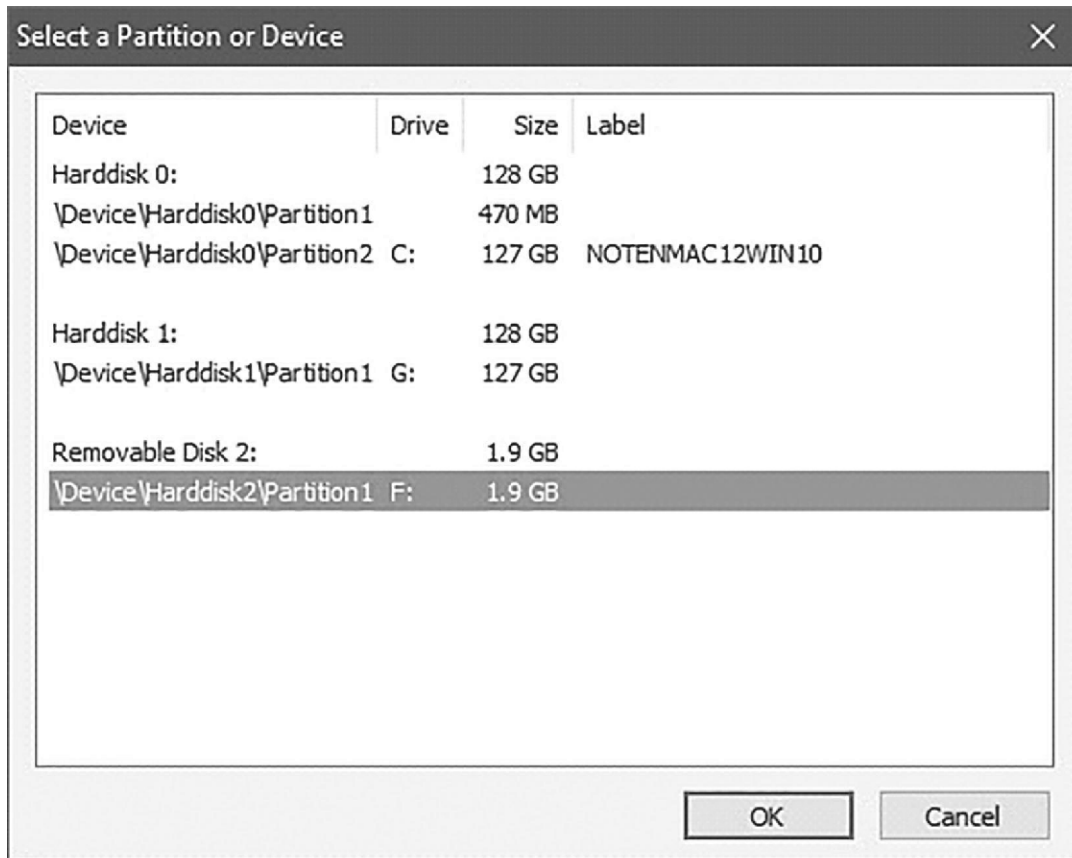 Select a Partition or Device
Device Drive Size Label
Harddisk 0: 128 GB
\Device\Harddisk0\Partition1 470 MB
\Device\Harddisk0\Partition2 C: 127 GB NOTENMAC12WIN10
Harddisk 1: 128 GB
\Device\Harddisk1\Partition1 G: 127 GB
Removable Disk 2: 1.9 GB
\Device\Harddisk2\Partition1 F: 1.9 GB
OK Cancel